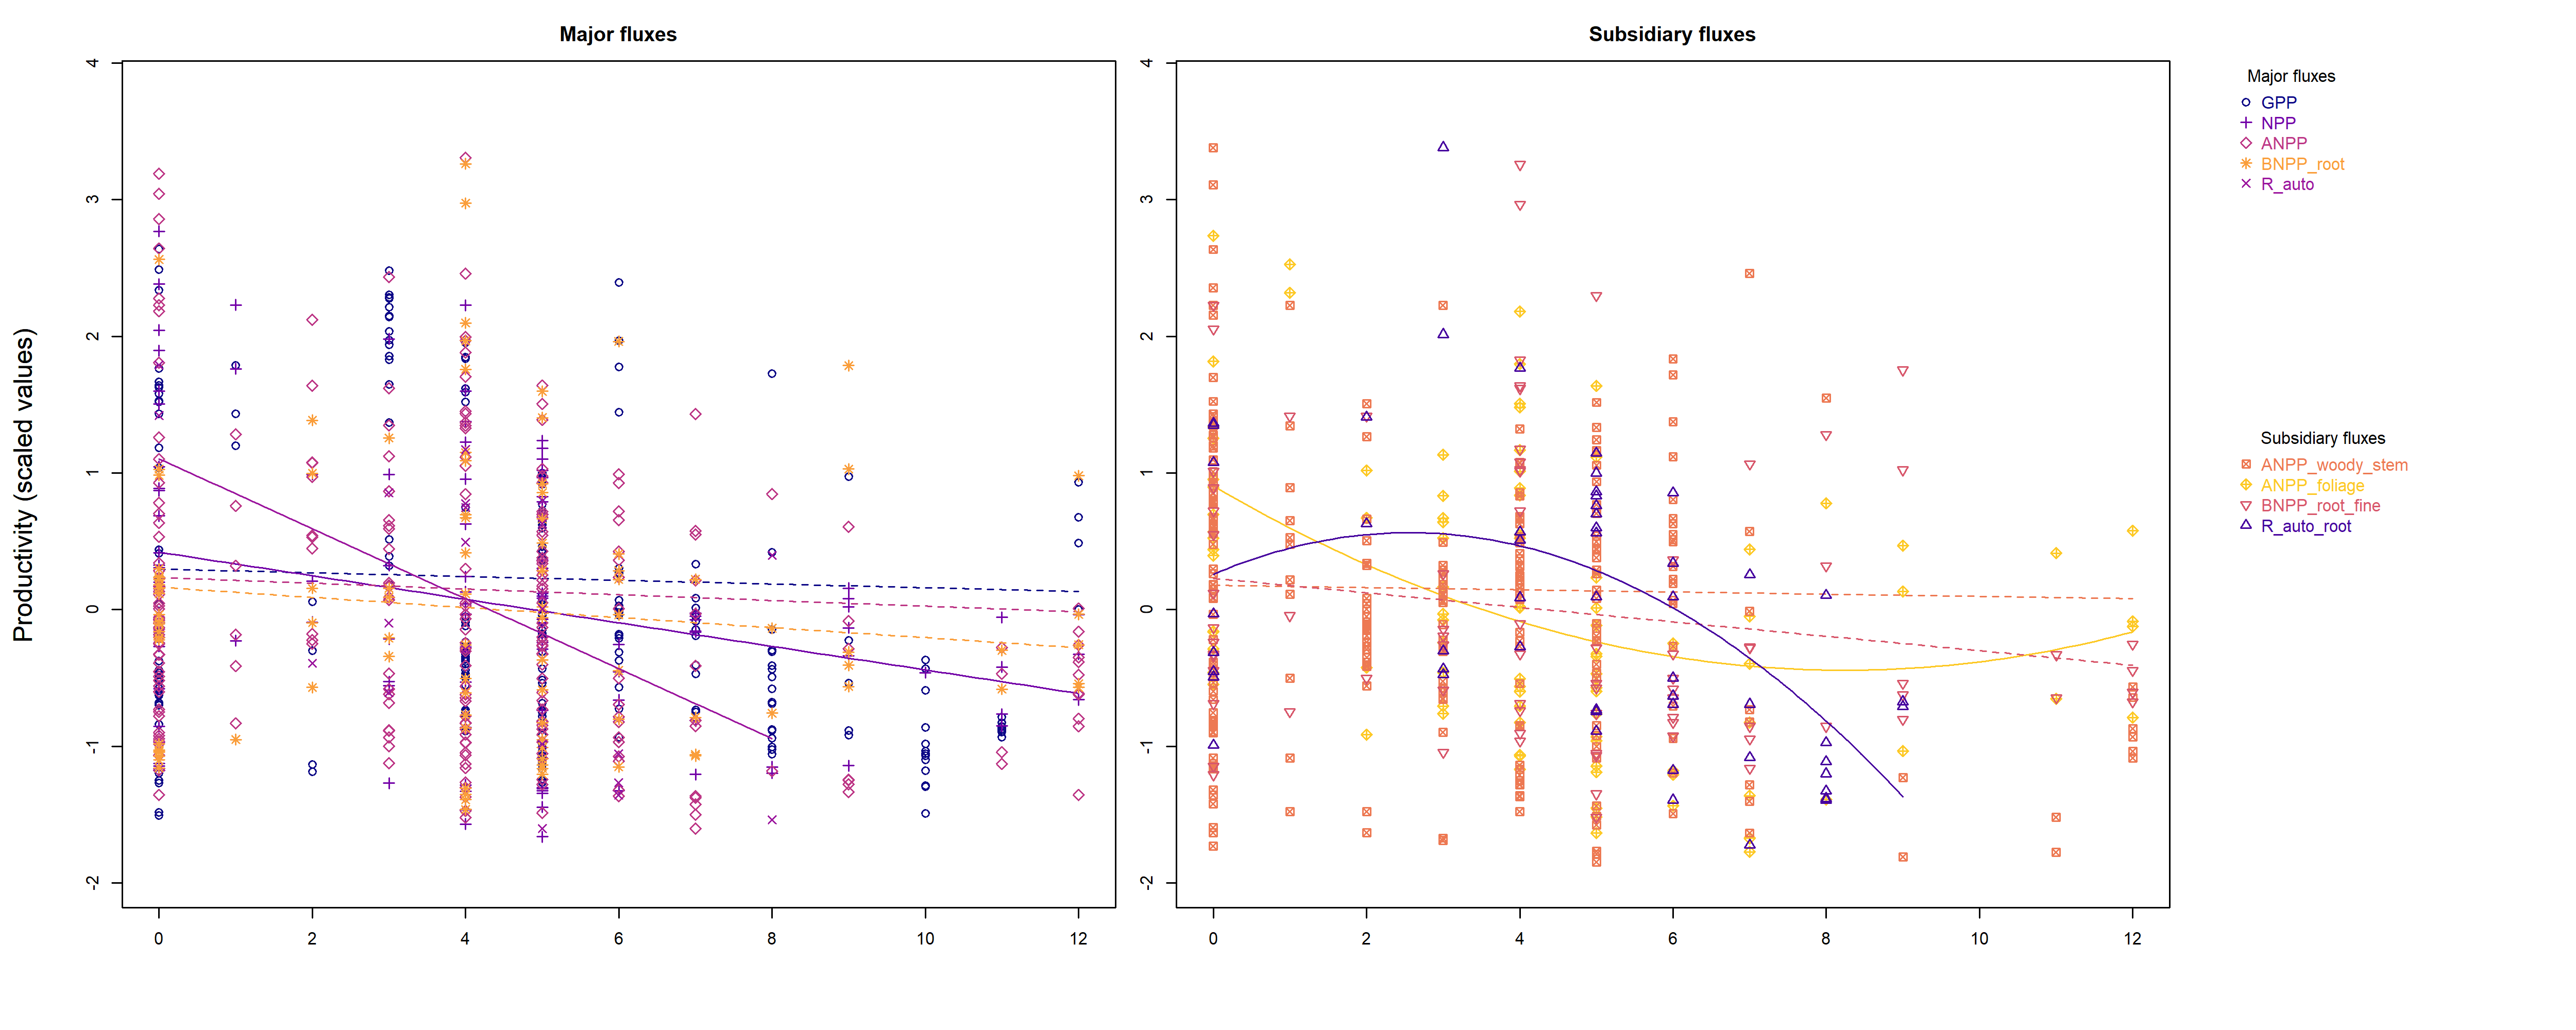 Major fluxes
Subsidiary fluxes
Productivity (scaled values)
4
3
2
1
0
-1
-2
0 2 4 6 8 10 12
4
3
2
1
0
-1
-2
0 2 4 6 8 10 12
Major fluxes
GPP
NPP
ANPP
BNPP_root
R_auto
Subsidiary fluxes
ANPP_woody_stem
ANPP_foliage
BNPP_root_fine
R_auto_root